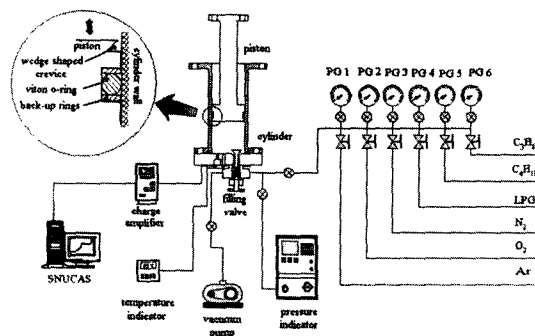 piston
wedge shaped
crevice
viton o-ring
back-up rings
cylinder wall
piston
cylinder
filling
valve
charge
amplifier
SNUCAS
temperature
indicator
vacuum
pump
pressure
indicator
PG 1 PG 2 PG 3 PG 4 PG 5 PG 6
C₃H₈
C₄H₁₀
LPG
N₂
O₂
Ar